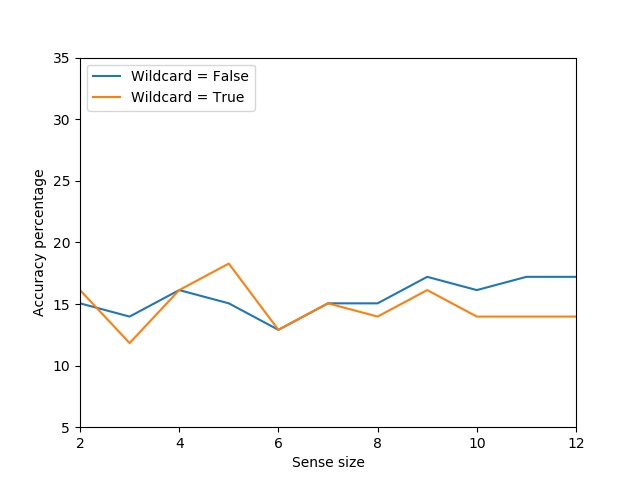 Wildcard = False
Wildcard = True
35
30
25
20
15
10
5
Accuracy percentage
2 4 6 8 10 12
Sense size